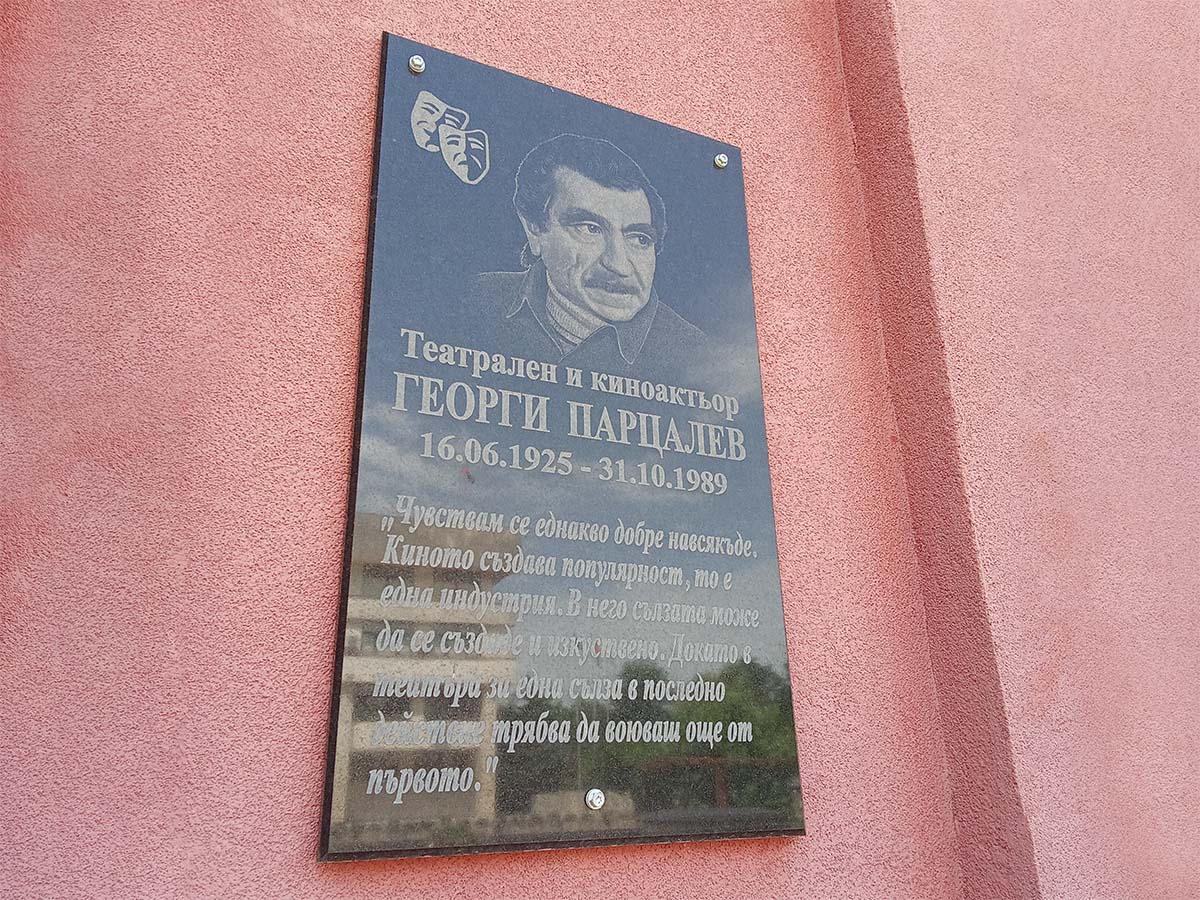 Театрален и киноактьор
ГЕОРГИ ПАРЦАЛЕВ
16.06.1925 - 31.10.1989
„Чувствам се еднакво добре навсякъде.
Киното създава популярност, то е
една индустрия. В него сълзата може
да се създаде и изкуствено. Докато в
театъра за една сълза в последно
действие трябва да воюваш още от
първото."